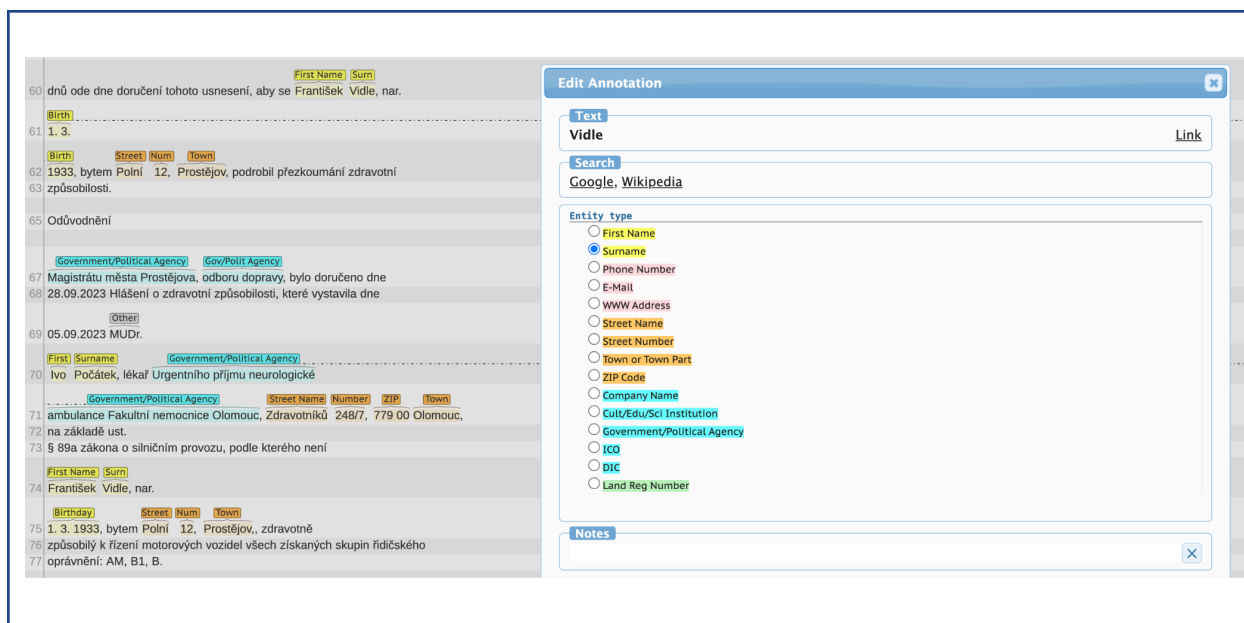 First Name Surn
60 dnů ode dne doručení tohoto usnesení, aby se František Vidle, nar.
Birth
61 1. 3.
Birth Street Num Town
62 1933, bytem Polní 12, Prostějov, podrobil přezkoumání zdravotní
63 způsobilosti.
65 Odůvodnění
Government/Political Agency Gov/Polit Agency
67 Magistrátu města Prostějova, odboru dopravy, bylo doručeno dne
68 28.09.2023 Hlášení o zdravotní způsobilosti, které vystavila dne
Other
69 05.09.2023 MUDr.
First Surname Government/Political Agency
70 Ivo Počátek, lékař Urgentního příjmu neurologické
Government/Political Agency Street Name Number ZIP Town
71 ambulance Fakultní nemocnice Olomouc, Zdravotníků 248/7, 779 00 Olomouc,
72 na základě ust.
73 § 89a zákona o silničním provozu, podle kterého není
First Name Surn
74 František Vidle, nar.
Birthday Street Num Town
75 1. 3. 1933, bytem Polní 12, Prostějov,, zdravotně
76 způsobilý k řízení motorových vozidel všech získaných skupin řidičského
77 oprávnění: AM, B1, B.
Edit Annotation
Text
Vidle Link
Search
Google, Wikipedia
Entity type
First Name
Surname
Phone Number
E-Mail
WWW Address
Street Name
Street Number
Town or Town Part
ZIP Code
Company Name
Cult/Edu/Sci Institution
Government/Political Agency
ICO
DIC
Land Reg Number
Notes